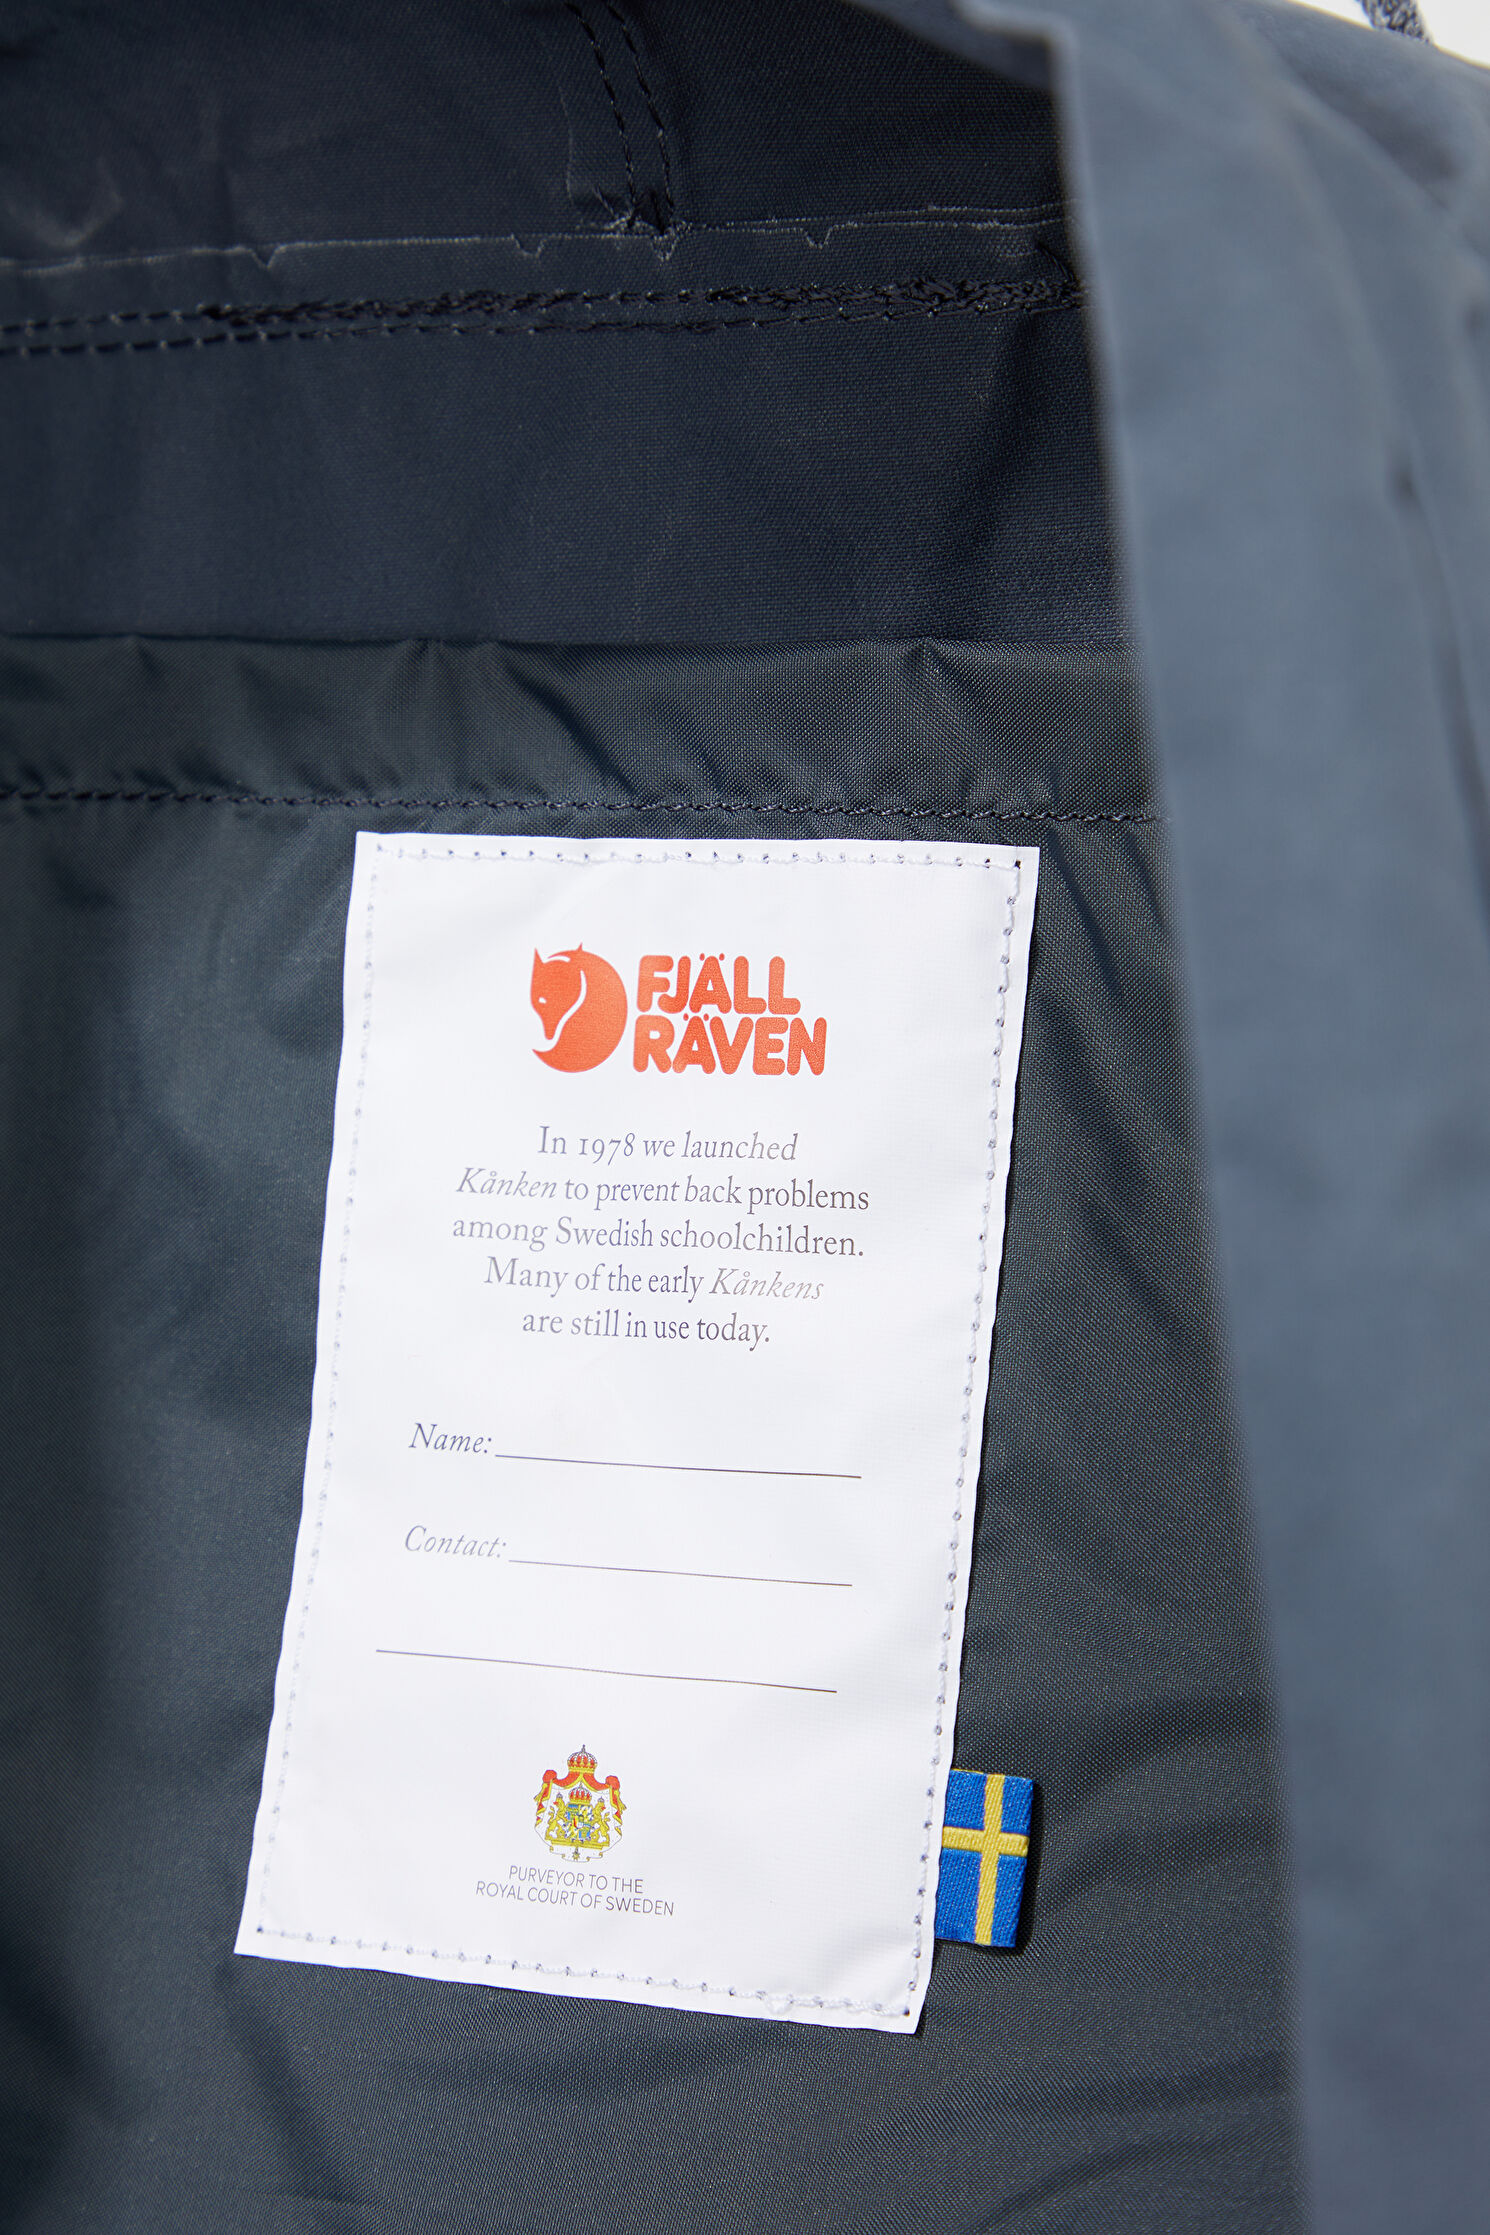 FJÄLL
RÄVEN
In 1978 we launched
Kånken to prevent back problems
among Swedish schoolchildren.
Many of the early Kånkens
are still in use today.
Name:
Contact:
PURVEYOR TO THE
ROYAL COURT OF SWEDEN